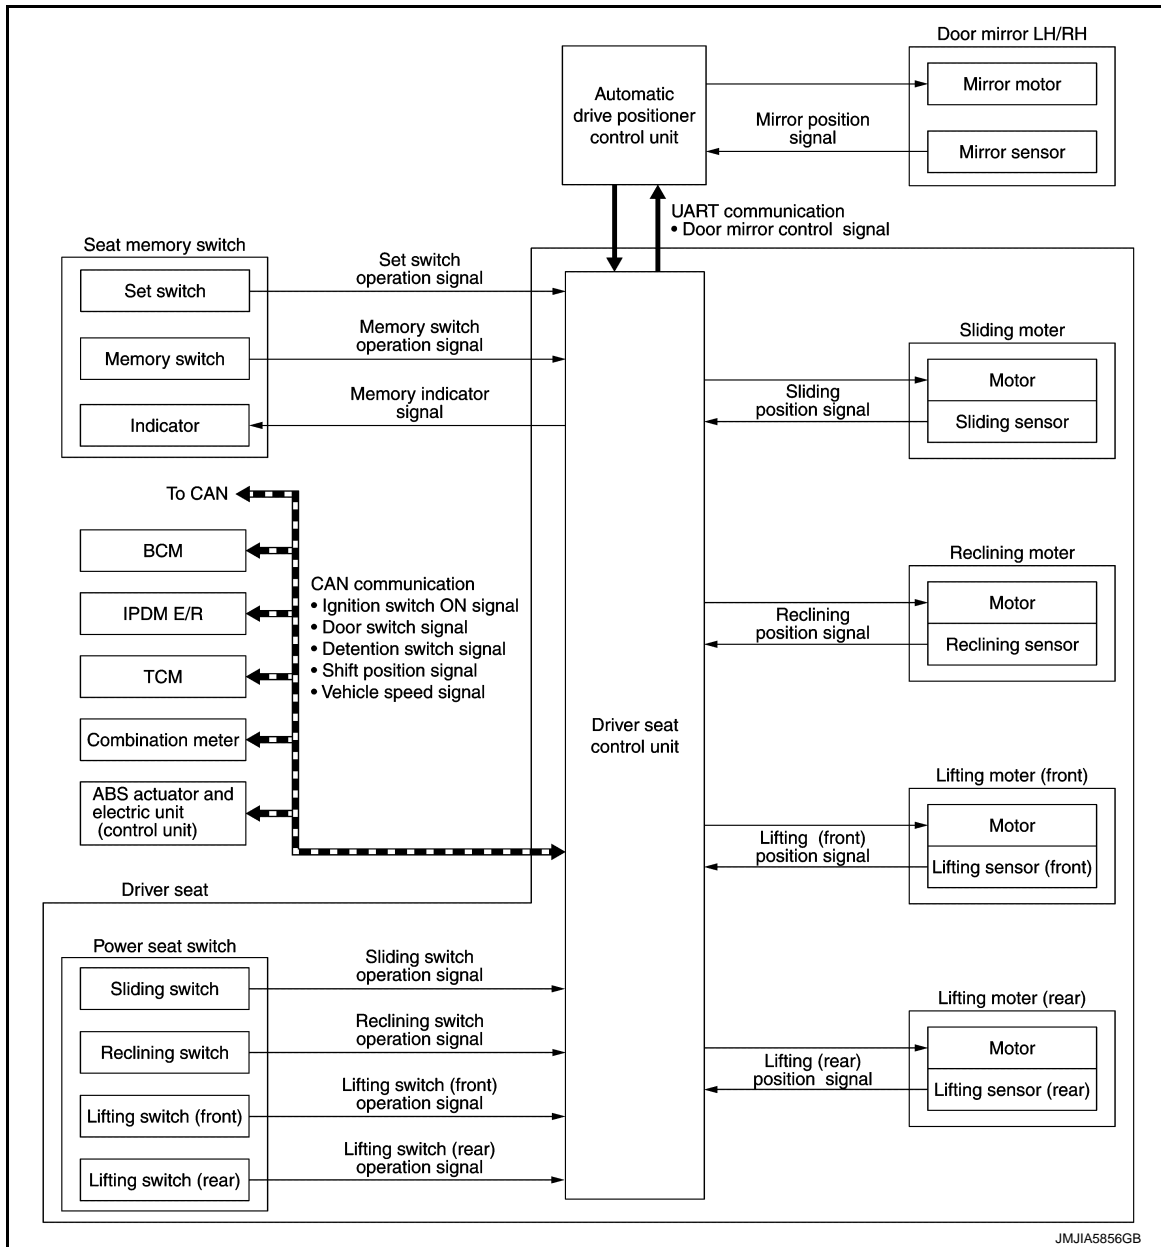 Door mirror LH/RH
Automatic
drive positioner
control unit
Mirror motor
Mirror position
signal
Mirror sensor
UART communication
• Door mirror control signal
Seat memory switch
Set switch
Set switch
operation signal
Memory switch
Memory switch
operation signal
Indicator
Memory indicator
signal
Sliding moter
Motor
Sliding
position signal
Sliding sensor
To CAN
BCM
IPDM E/R
TCM
Combination meter
ABS actuator and
electric unit
(control unit)
CAN communication
• Ignition switch ON signal
• Door switch signal
• Detention switch signal
• Shift position signal
• Vehicle speed signal
Reclining moter
Motor
Reclining
position signal
Reclining sensor
Driver seat
control unit
Lifting moter (front)
Motor
Lifting (front)
position signal
Lifting sensor (front)
Driver seat
Power seat switch
Sliding switch
Sliding switch
operation signal
Reclining switch
Reclining switch
operation signal
Lifting switch (front)
Lifting switch (front)
operation signal
Lifting switch (rear)
Lifting switch (rear)
operation signal
Lifting moter (rear)
Motor
Lifting (rear)
position signal
Lifting sensor (rear)
JMJIA5856GB